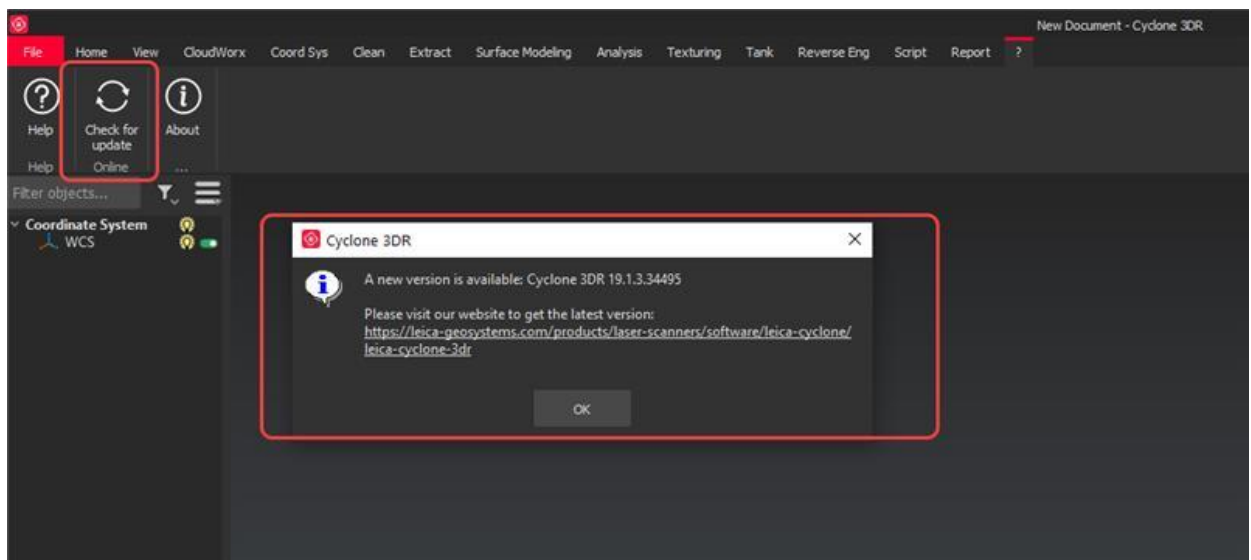 New Document - Cyclone 3DR
File Home View CloudWorx Coord Sys Clean Extract Surface Modeling Analysis Texturing Tank Reverse Eng Script Report ?
Help Check for update About
Help Online ...
Filter objects...
Coordinate System
WCS
Cyclone 3DR
A new version is available: Cyclone 3DR 19.1.3.34495
Please visit our website to get the latest version:
https://leica-geosystems.com/products/laser-scanners/software/leica-cyclone/
leica-cyclone-3dr
OK